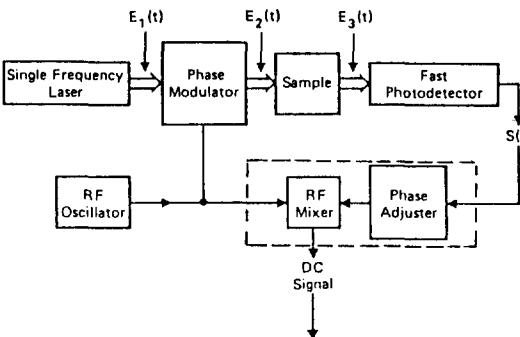 E1(t)
E2(t)
E3(t)
Single Frequency
Laser
Phase
Modulator
Sample
Fast
Photodetector
S(
RF
Oscillator
RF
Mixer
Phase
Adjuster
DC
Signal